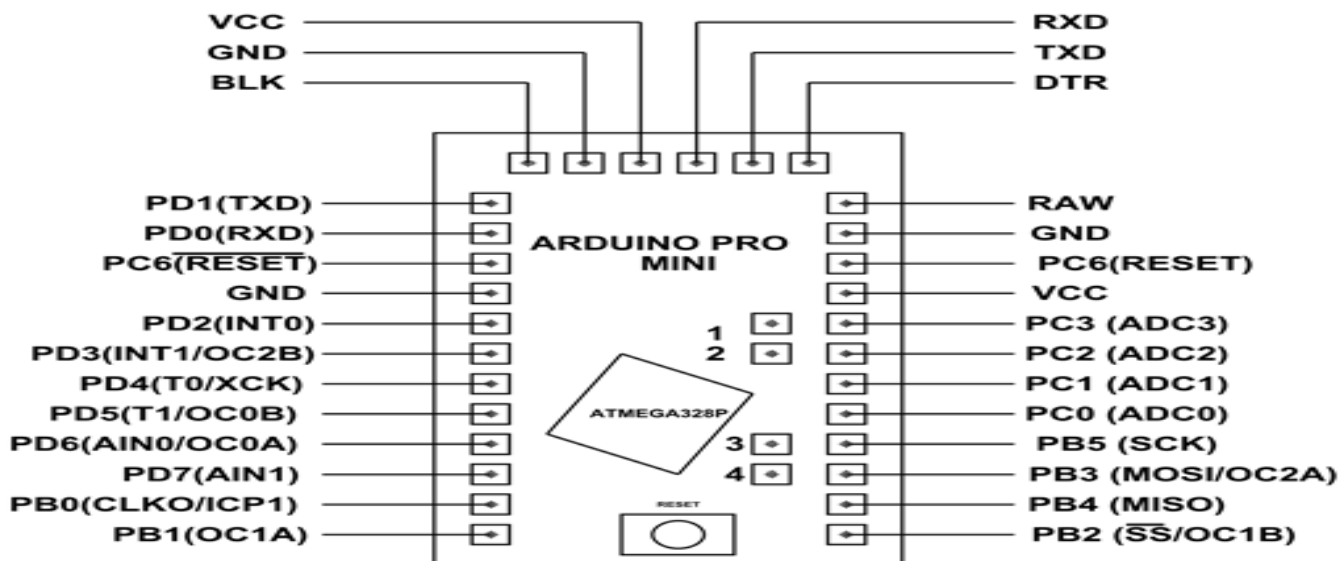 VCC
GND
BLK
RXD
TXD
DTR
PD1(TXD)
PD0(RXD)
PC6(RESET)
GND
PD2(INT0)
PD3(INT1/OC2B)
PD4(T0/XCK)
PD5(T1/OC0B)
PD6(AIN0/OC0A)
PD7(AIN1)
PB0(CLKO/ICP1)
PB1(OC1A)
ARDUINO PRO
MINI
1
2
ATMEGA328P
3
4
RESET
RAW
GND
PC6(RESET)
VCC
PC3 (ADC3)
PC2 (ADC2)
PC1 (ADC1)
PC0 (ADC0)
PB5 (SCK)
PB3 (MOSI/OC2A)
PB4 (MISO)
PB2 (SS/OC1B)